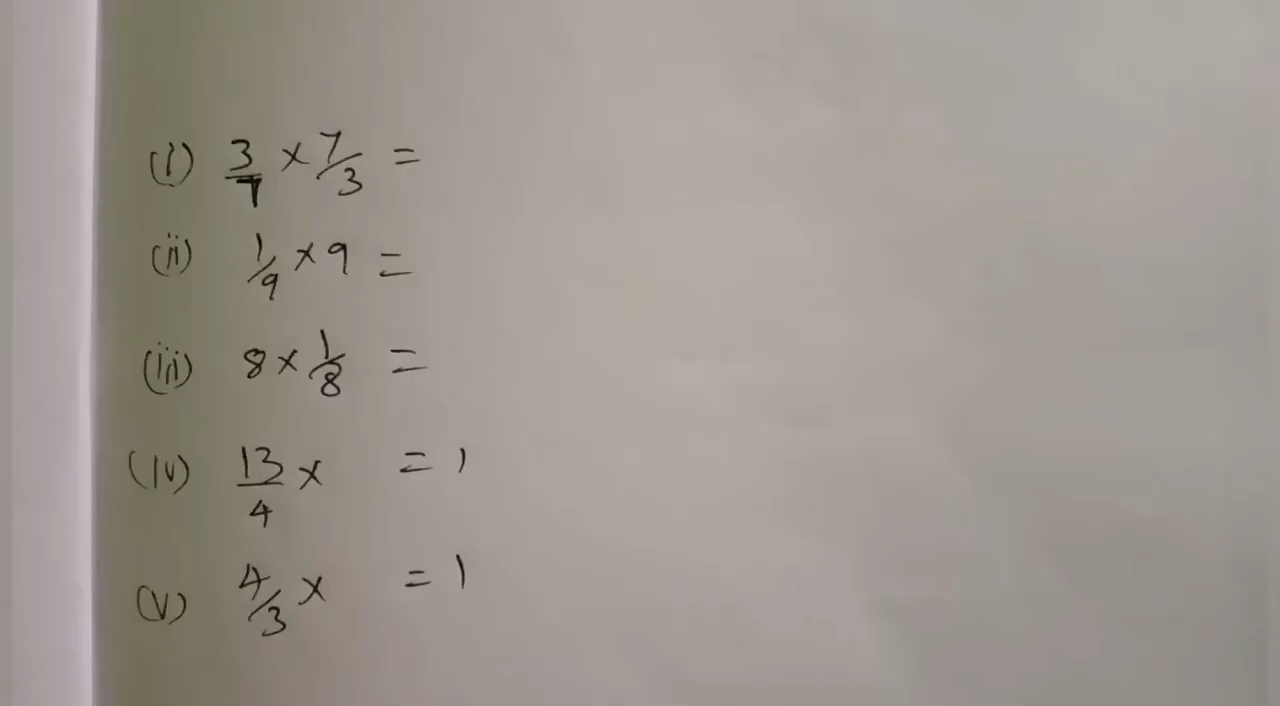 (i) 3/7 × 7/3 =
(ii) 1/9 × 9 =
(iii) 8 × 1/8 =
(iv) 13/4 × = 1
(v) 4/3 × = 1